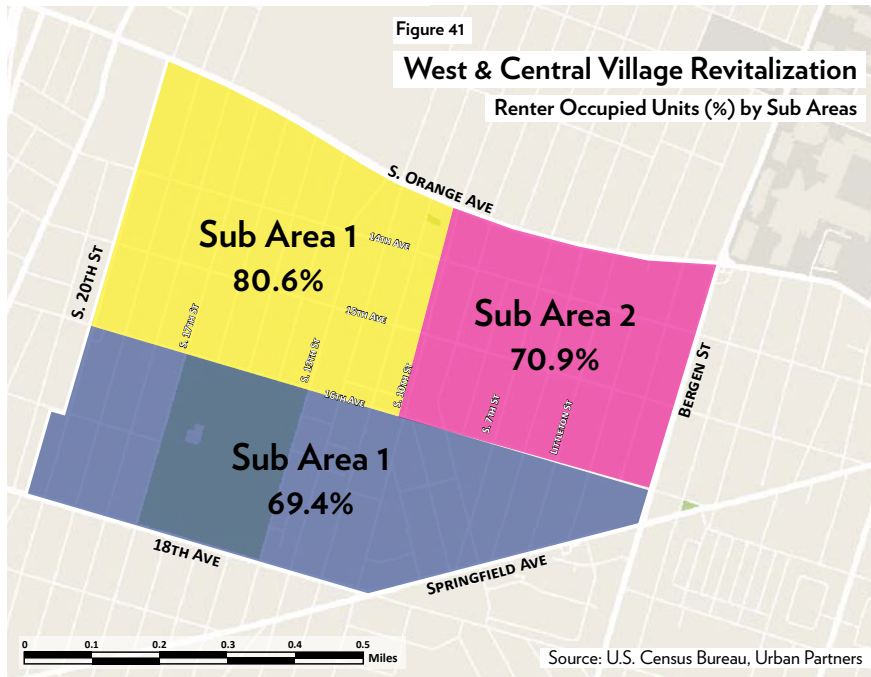 Figure 41
West & Central Village Revitalization
Renter Occupied Units (%) by Sub Areas
S. Orange Ave
Sub Area 1
80.6%
14th Ave
S. 20th St
15th Ave
S. 17th St
S. 13th St
16th Ave
S. 10th St
Sub Area 2
70.9%
Bergen St
S. 7th St
Littleton St
Sub Area 1
69.4%
18th Ave
Springfield Ave
0 0.1 0.2 0.3 0.4 0.5
Miles
Source: U.S. Census Bureau, Urban Partners